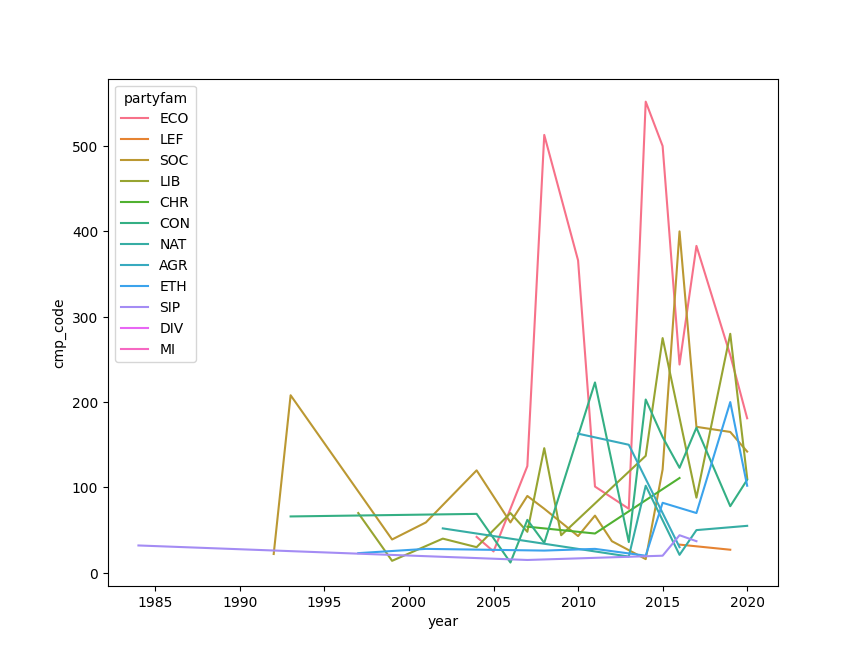 partyfam
ECO
LEF
SOC
LIB
CHR
CON
NAT
AGR
ETH
SIP
DIV
MI
500
400
300
200
100
0
cmp_code
1985 1990 1995 2000 2005 2010 2015 2020
year